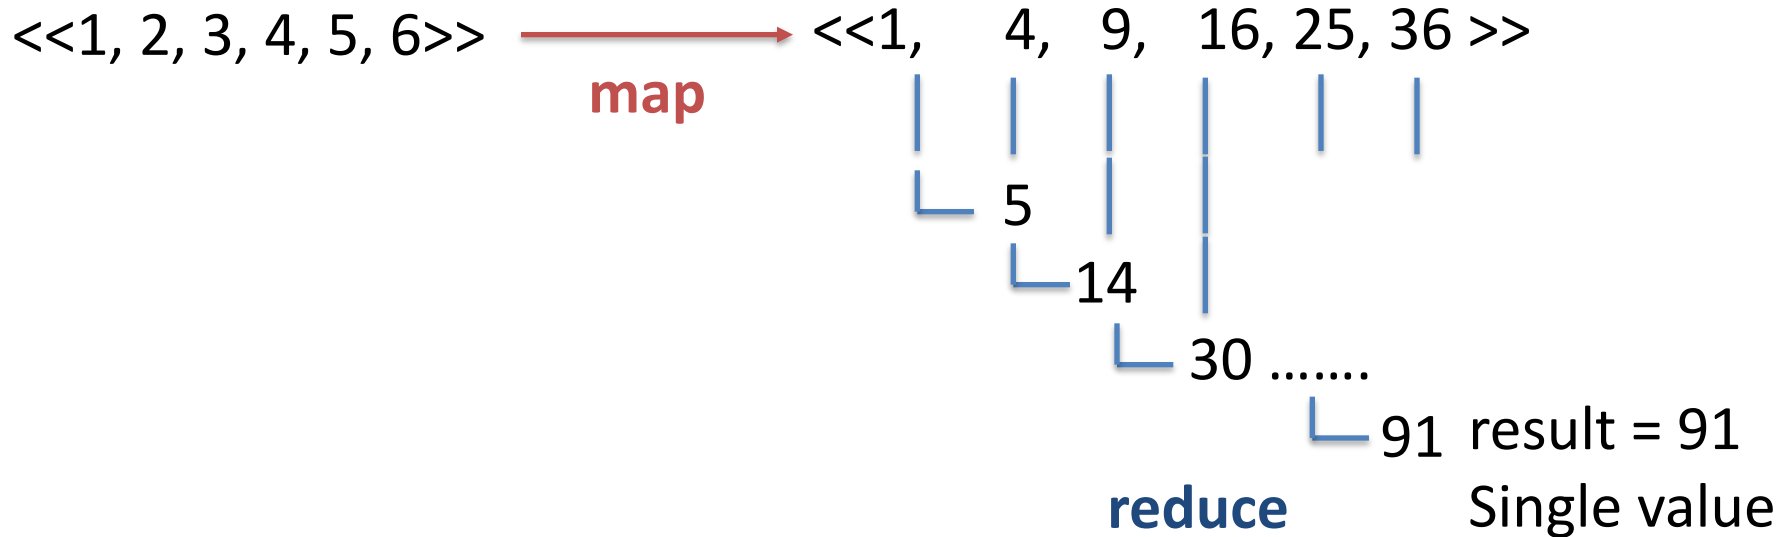 <<1, 2, 3, 4, 5, 6>> <<1, 4, 9, 16, 25, 36 >>
map
5
14
30 .......
91 result = 91
reduce Single value